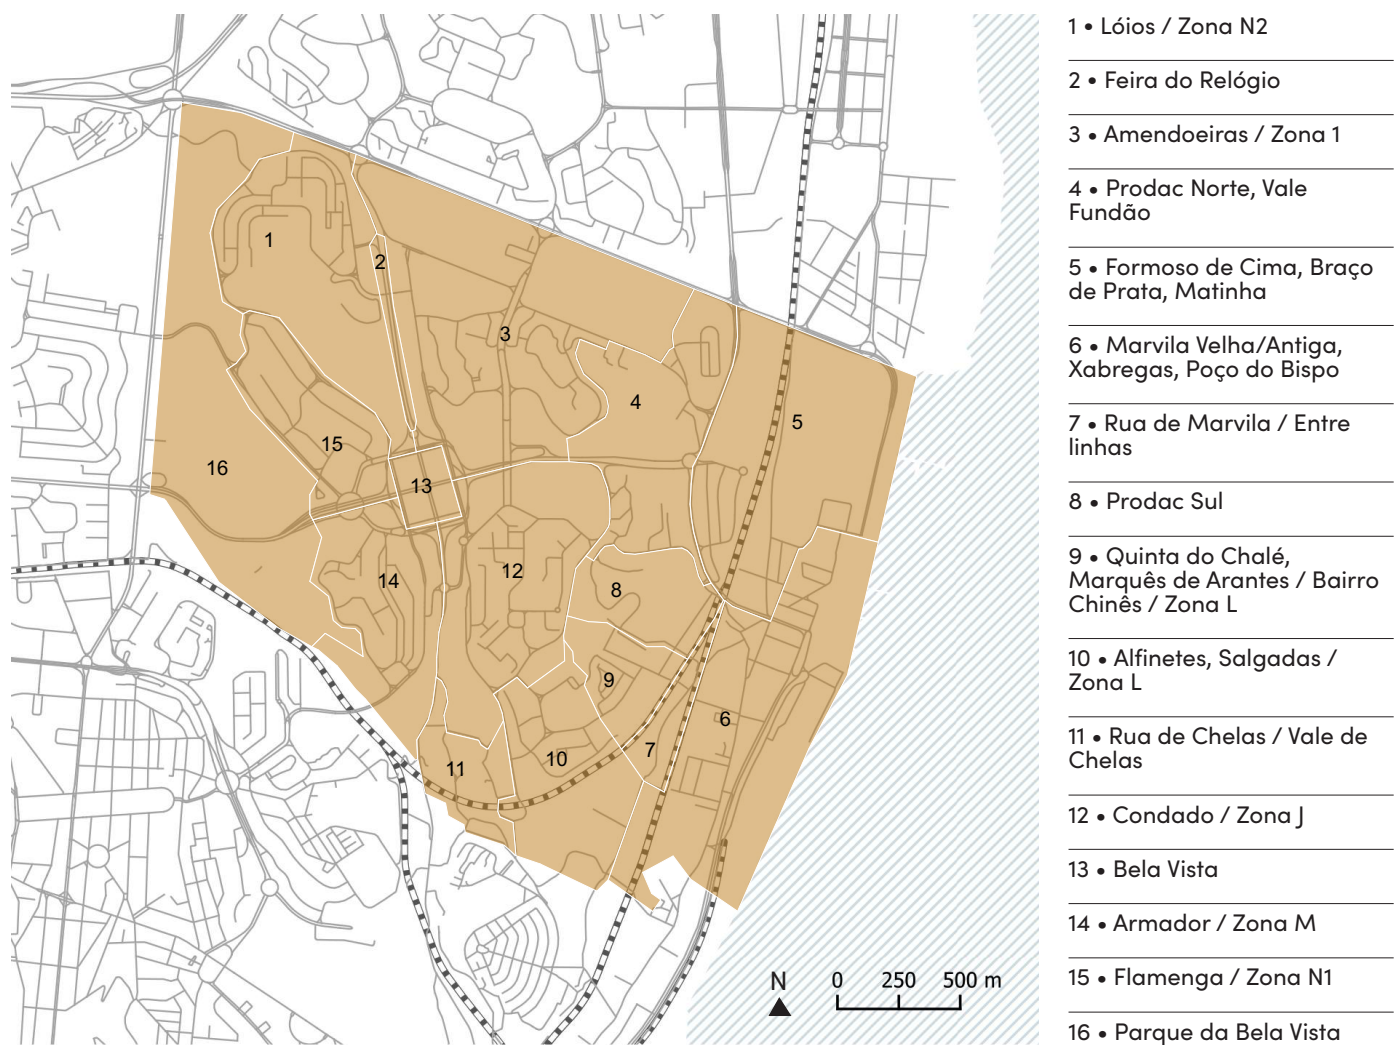 1
2
3
4
5
15
16
13
12
14
8
9
6
7
10
11
N
0 250 500 m
1 • Lóios / Zona N2
2 • Feira do Relógio
3 • Amendoeiras / Zona 1
4 • Prodac Norte, Vale
Fundão
5 • Formoso de Cima, Braço
de Prata, Matinha
6 • Marvila Velha/Antiga,
Xabregas, Poço do Bispo
7 • Rua de Marvila / Entre
linhas
8 • Prodac Sul
9 • Quinta do Chalé,
Marquês de Arantes / Bairro
Chinês / Zona L
10 • Alfinetes, Salgadas /
Zona L
11 • Rua de Chelas / Vale de
Chelas
12 • Condado / Zona J
13 • Bela Vista
14 • Armador / Zona M
15 • Flamenga / Zona N1
16 • Parque da Bela Vista